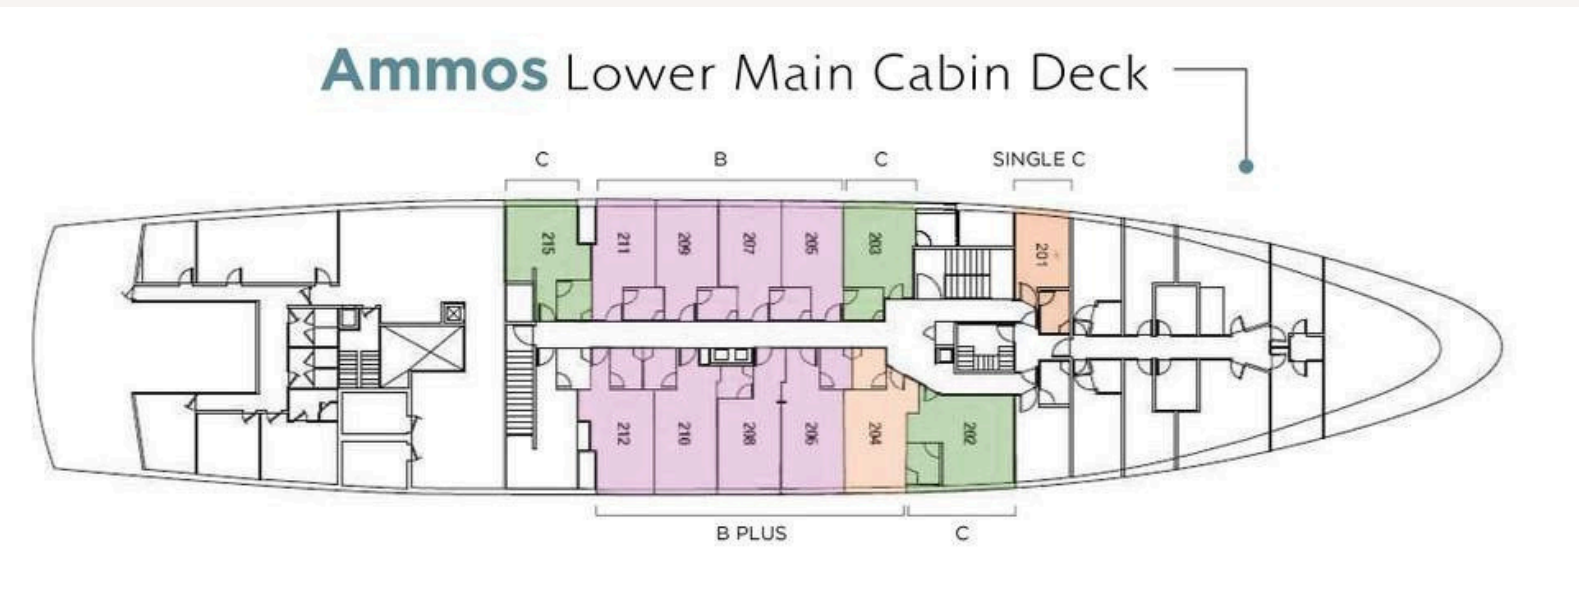 Ammos Lower Main Cabin Deck
C B C SINGLE C
215 211 209 207 205 203 201
212 210 208 206 204 202
B PLUS C